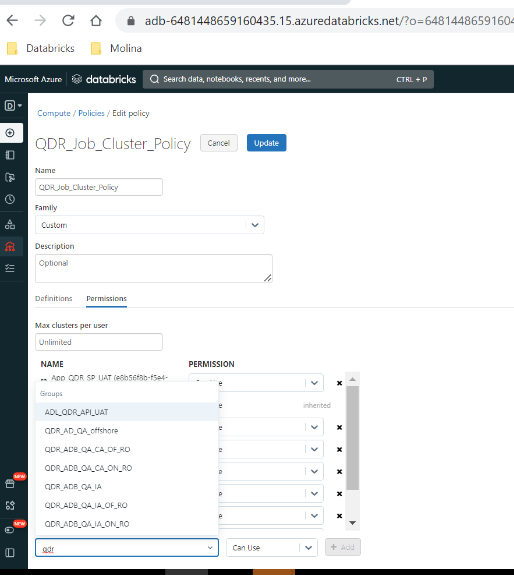 adb-6481448659160435.15.azuredatabricks.net/?o=64814486591604
Databricks
Molina
Microsoft Azure
databricks
Search data, notebooks, recents, and more...
CTRL + P
D
Compute / Policies / Edit policy
QDR_Job_Cluster_Policy
Cancel
Update
Name
QDR_Job_Cluster_Policy
Family
Custom
Description
Optional
Definitions
Permissions
Max clusters per user
Unlimited
NAME
PERMISSION
App_QDR_SP_UAT (e8b56f8b-f5e4-
inherited
Groups
ADL_QDR_API_UAT
QDR_AD_QA_offshore
QDR_ADB_QA_CA_OF_RO
QDR_ADB_QA_CA_ON_RO
QDR_ADB_QA_IA
QDR_ADB_QA_IA_OF_RO
QDR_ADB_QA_IA_ON_RO
NEW
NEW
qdr
Can Use
+ Add